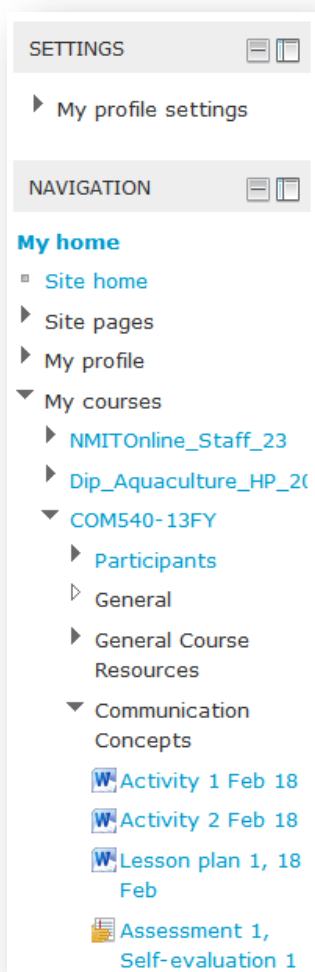 SETTINGS
My profile settings
NAVIGATION
My home
Site home
Site pages
My profile
My courses
NMITOnline_Staff_23
Dip_Aquaculture_HP_20
COM540-13FY
Participants
General
General Course
Resources
Communication
Concepts
Activity 1 Feb 18
Activity 2 Feb 18
Lesson plan 1, 18
Feb
Assessment 1,
Self-evaluation 1